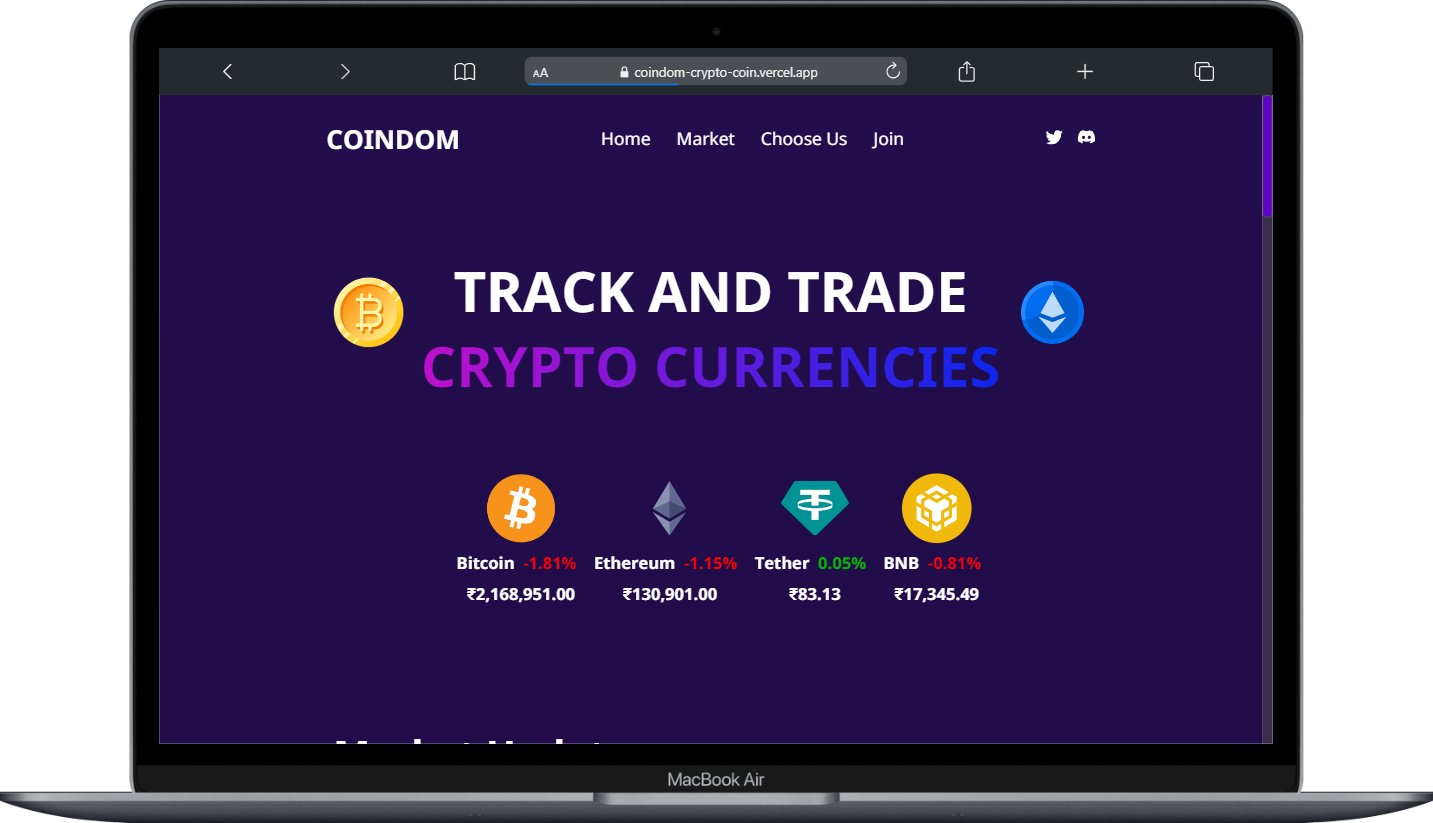 AA coindom-crypto-coin.vercel.app
COINDOM Home Market Choose Us Join
TRACK AND TRADE
CRYPTO CURRENCIES
Bitcoin -1.81% Ethereum -1.15% Tether 0.05% BNB -0.81%
₹2,168,951.00 ₹130,901.00 ₹83.13 ₹17,345.49
MacBook Air